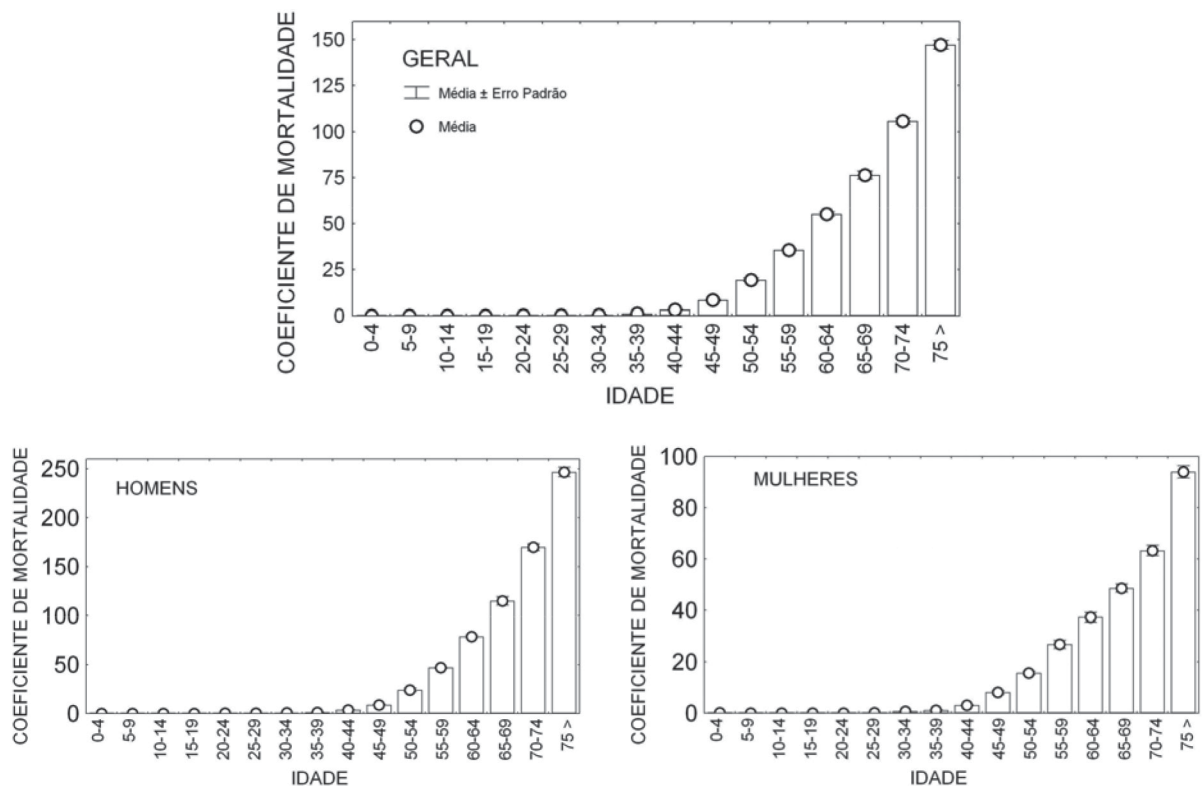 GERAL
Média ± Erro Padrão
Média
COEFICIENTE DE MORTALIDADE
150
125
100
75
50
25
0
0-4 5-9 10-14 15-19 20-24 25-29 30-34 35-39 40-44 45-49 50-54 55-59 60-64 65-69 70-74 75 >
IDADE
HOMENS
COEFICIENTE DE MORTALIDADE
250
200
150
100
50
0
0-4 5-9 10-14 15-19 20-24 25-29 30-34 35-39 40-44 45-49 50-54 55-59 60-64 65-69 70-74 75 >
IDADE
MULHERES
COEFICIENTE DE MORTALIDADE
100
80
60
40
20
0
0-4 5-9 10-14 15-19 20-24 25-29 30-34 35-39 40-44 45-49 50-54 55-59 60-64 65-69 70-74 75 >
IDADE